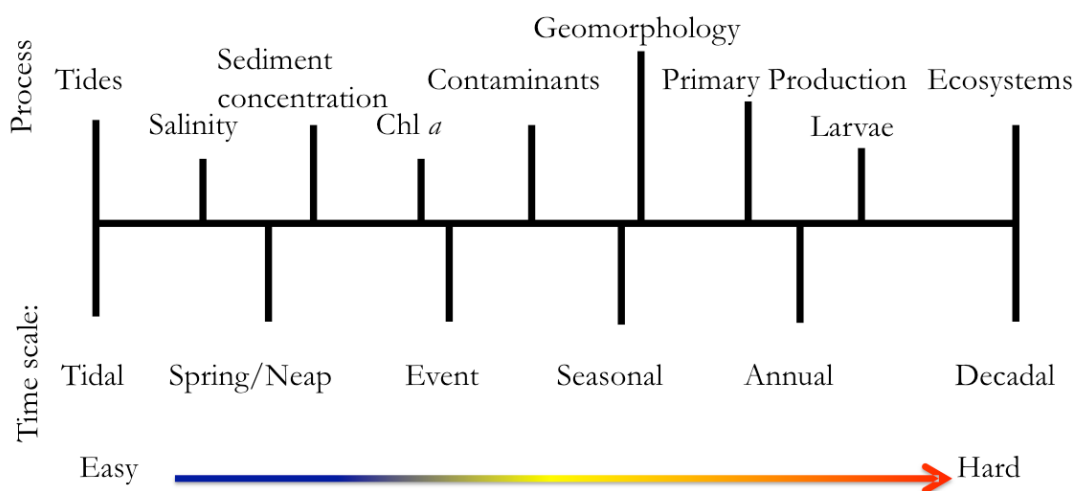 Process
Geomorphology
Tides
Sediment
concentration
Contaminants
Primary Production
Ecosystems
Salinity
Chl a
Larvae
Time scale:
Tidal
Spring/Neap
Event
Seasonal
Annual
Decadal
Easy
Hard